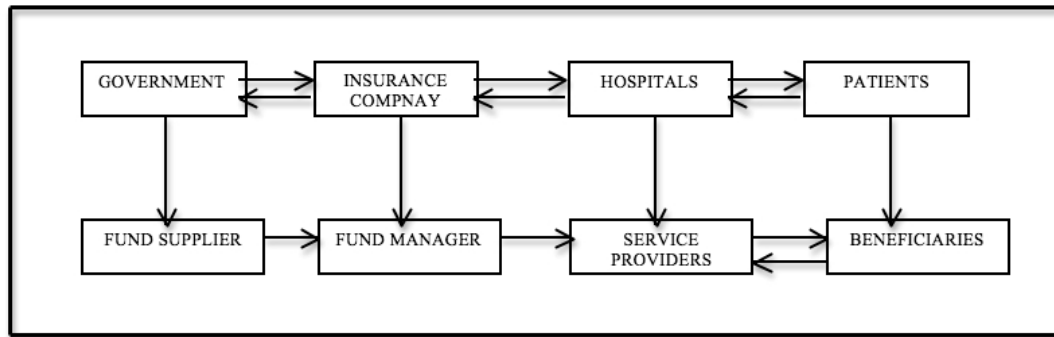 GOVERNMENT
INSURANCE
COMPNAY
HOSPITALS
PATIENTS
FUND SUPPLIER
FUND MANAGER
SERVICE
PROVIDERS
BENEFICIARIES